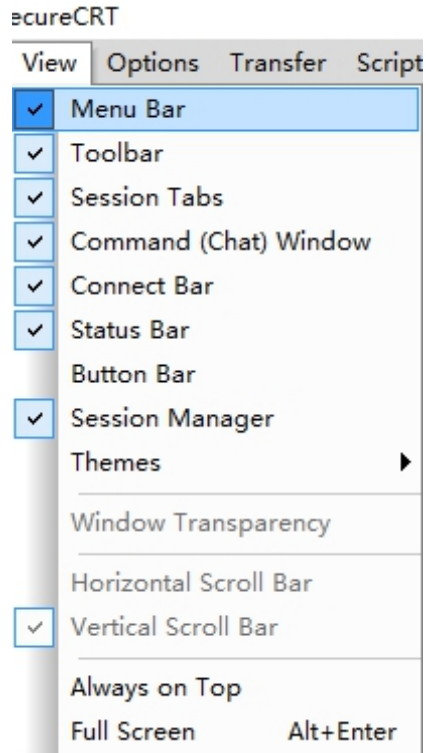 ecureCRT
View Options Transfer Script
Menu Bar
Toolbar
Session Tabs
Command (Chat) Window
Connect Bar
Status Bar
Button Bar
Session Manager
Themes
Window Transparency
Horizontal Scroll Bar
Vertical Scroll Bar
Always on Top
Full Screen Alt+Enter